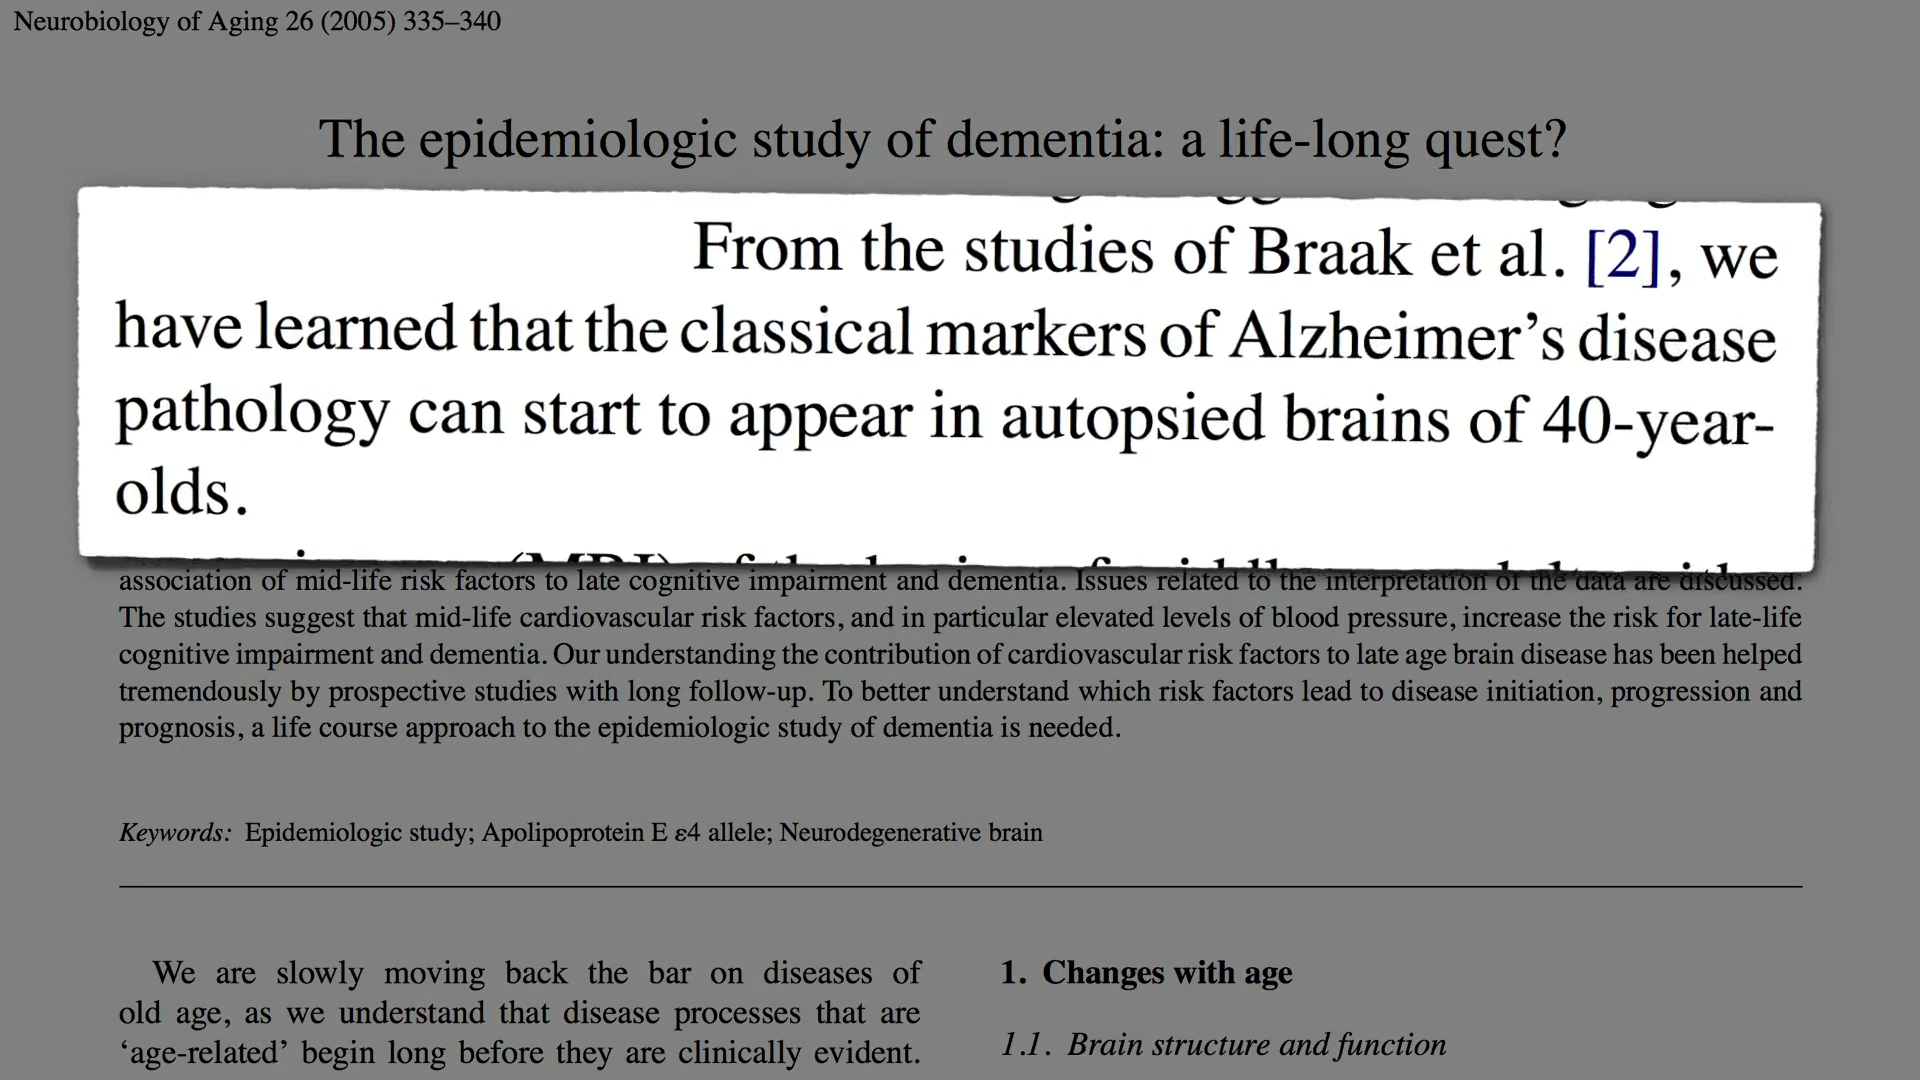 Neurobiology of Aging 26 (2005) 335–340
The epidemiologic study of dementia: a life-long quest?
From the studies of Braak et al. [2], we
have learned that the classical markers of Alzheimer’s disease
pathology can start to appear in autopsied brains of 40-year-
olds.
association of mid-life risk factors to late cognitive impairment and dementia. Issues related to the interpretation of the data are discussed.
The studies suggest that mid-life cardiovascular risk factors, and in particular elevated levels of blood pressure, increase the risk for late-life
cognitive impairment and dementia. Our understanding the contribution of cardiovascular risk factors to late age brain disease has been helped
tremendously by prospective studies with long follow-up. To better understand which risk factors lead to disease initiation, progression and
prognosis, a life course approach to the epidemiologic study of dementia is needed.
Keywords: Epidemiologic study; Apolipoprotein E ε4 allele; Neurodegenerative brain
We are slowly moving back the bar on diseases of
old age, as we understand that disease processes that are
‘age-related’ begin long before they are clinically evident.
1. Changes with age
1.1. Brain structure and function